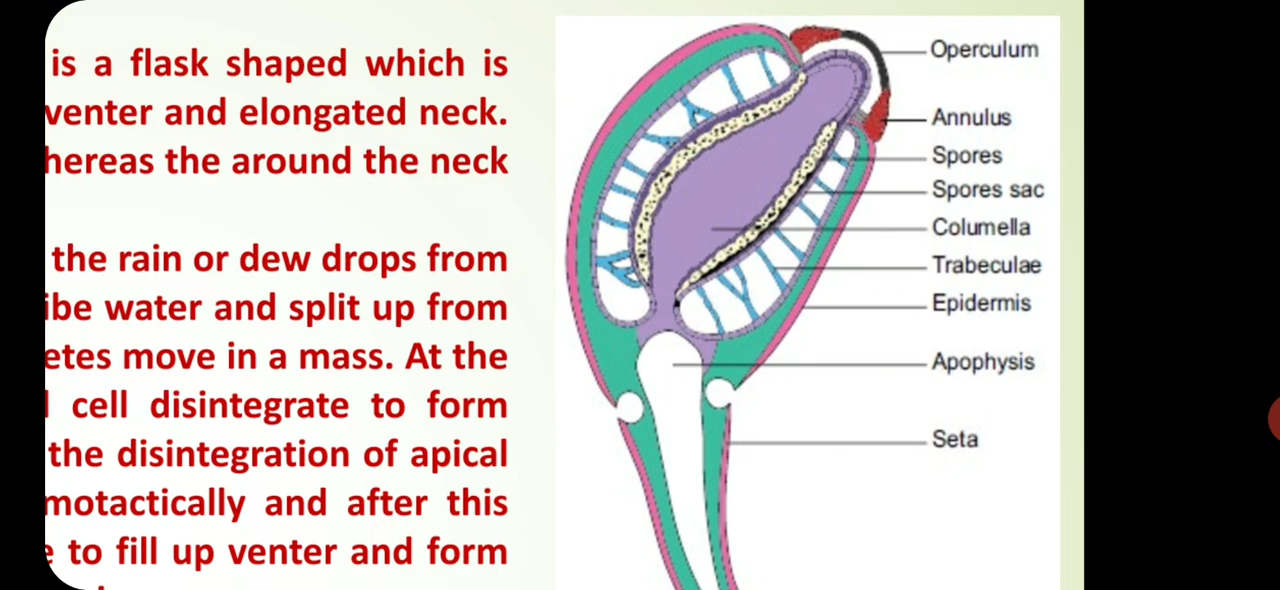 is a flask shaped which is
venter and elongated neck.
hereas the around the neck
the rain or dew drops from
ibe water and split up from
etes move in a mass. At the
cell disintegrate to form
the disintegration of apical
motactically and after this
to fill up venter and form
Operculum
Annulus
Spores
Spores sac
Columella
Trabeculae
Epidermis
Apophysis
Seta